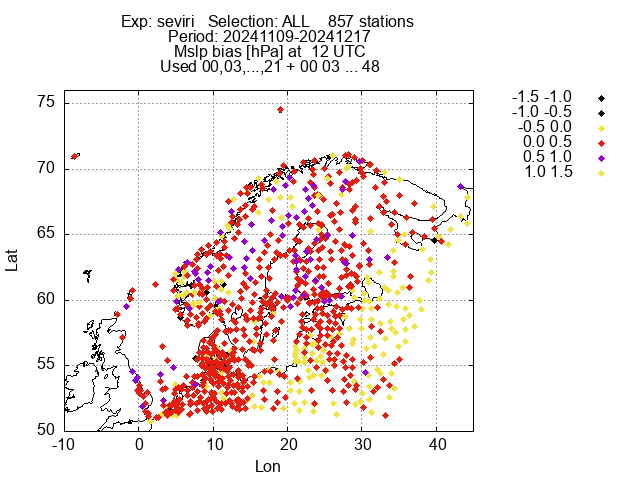 Exp: seviri   Selection: ALL    857 stations
Period: 20241109-20241217
Mslp bias [hPa] at  12 UTC
Used 00,03,...,21 + 00 03 ... 48
-1.5 -1.0
-1.0 -0.5
-0.5 0.0
0.0 0.5
0.5 1.0
1.0 1.5
75
70
65
60
55
50
Lat
-10 0 10 20 30 40
Lon